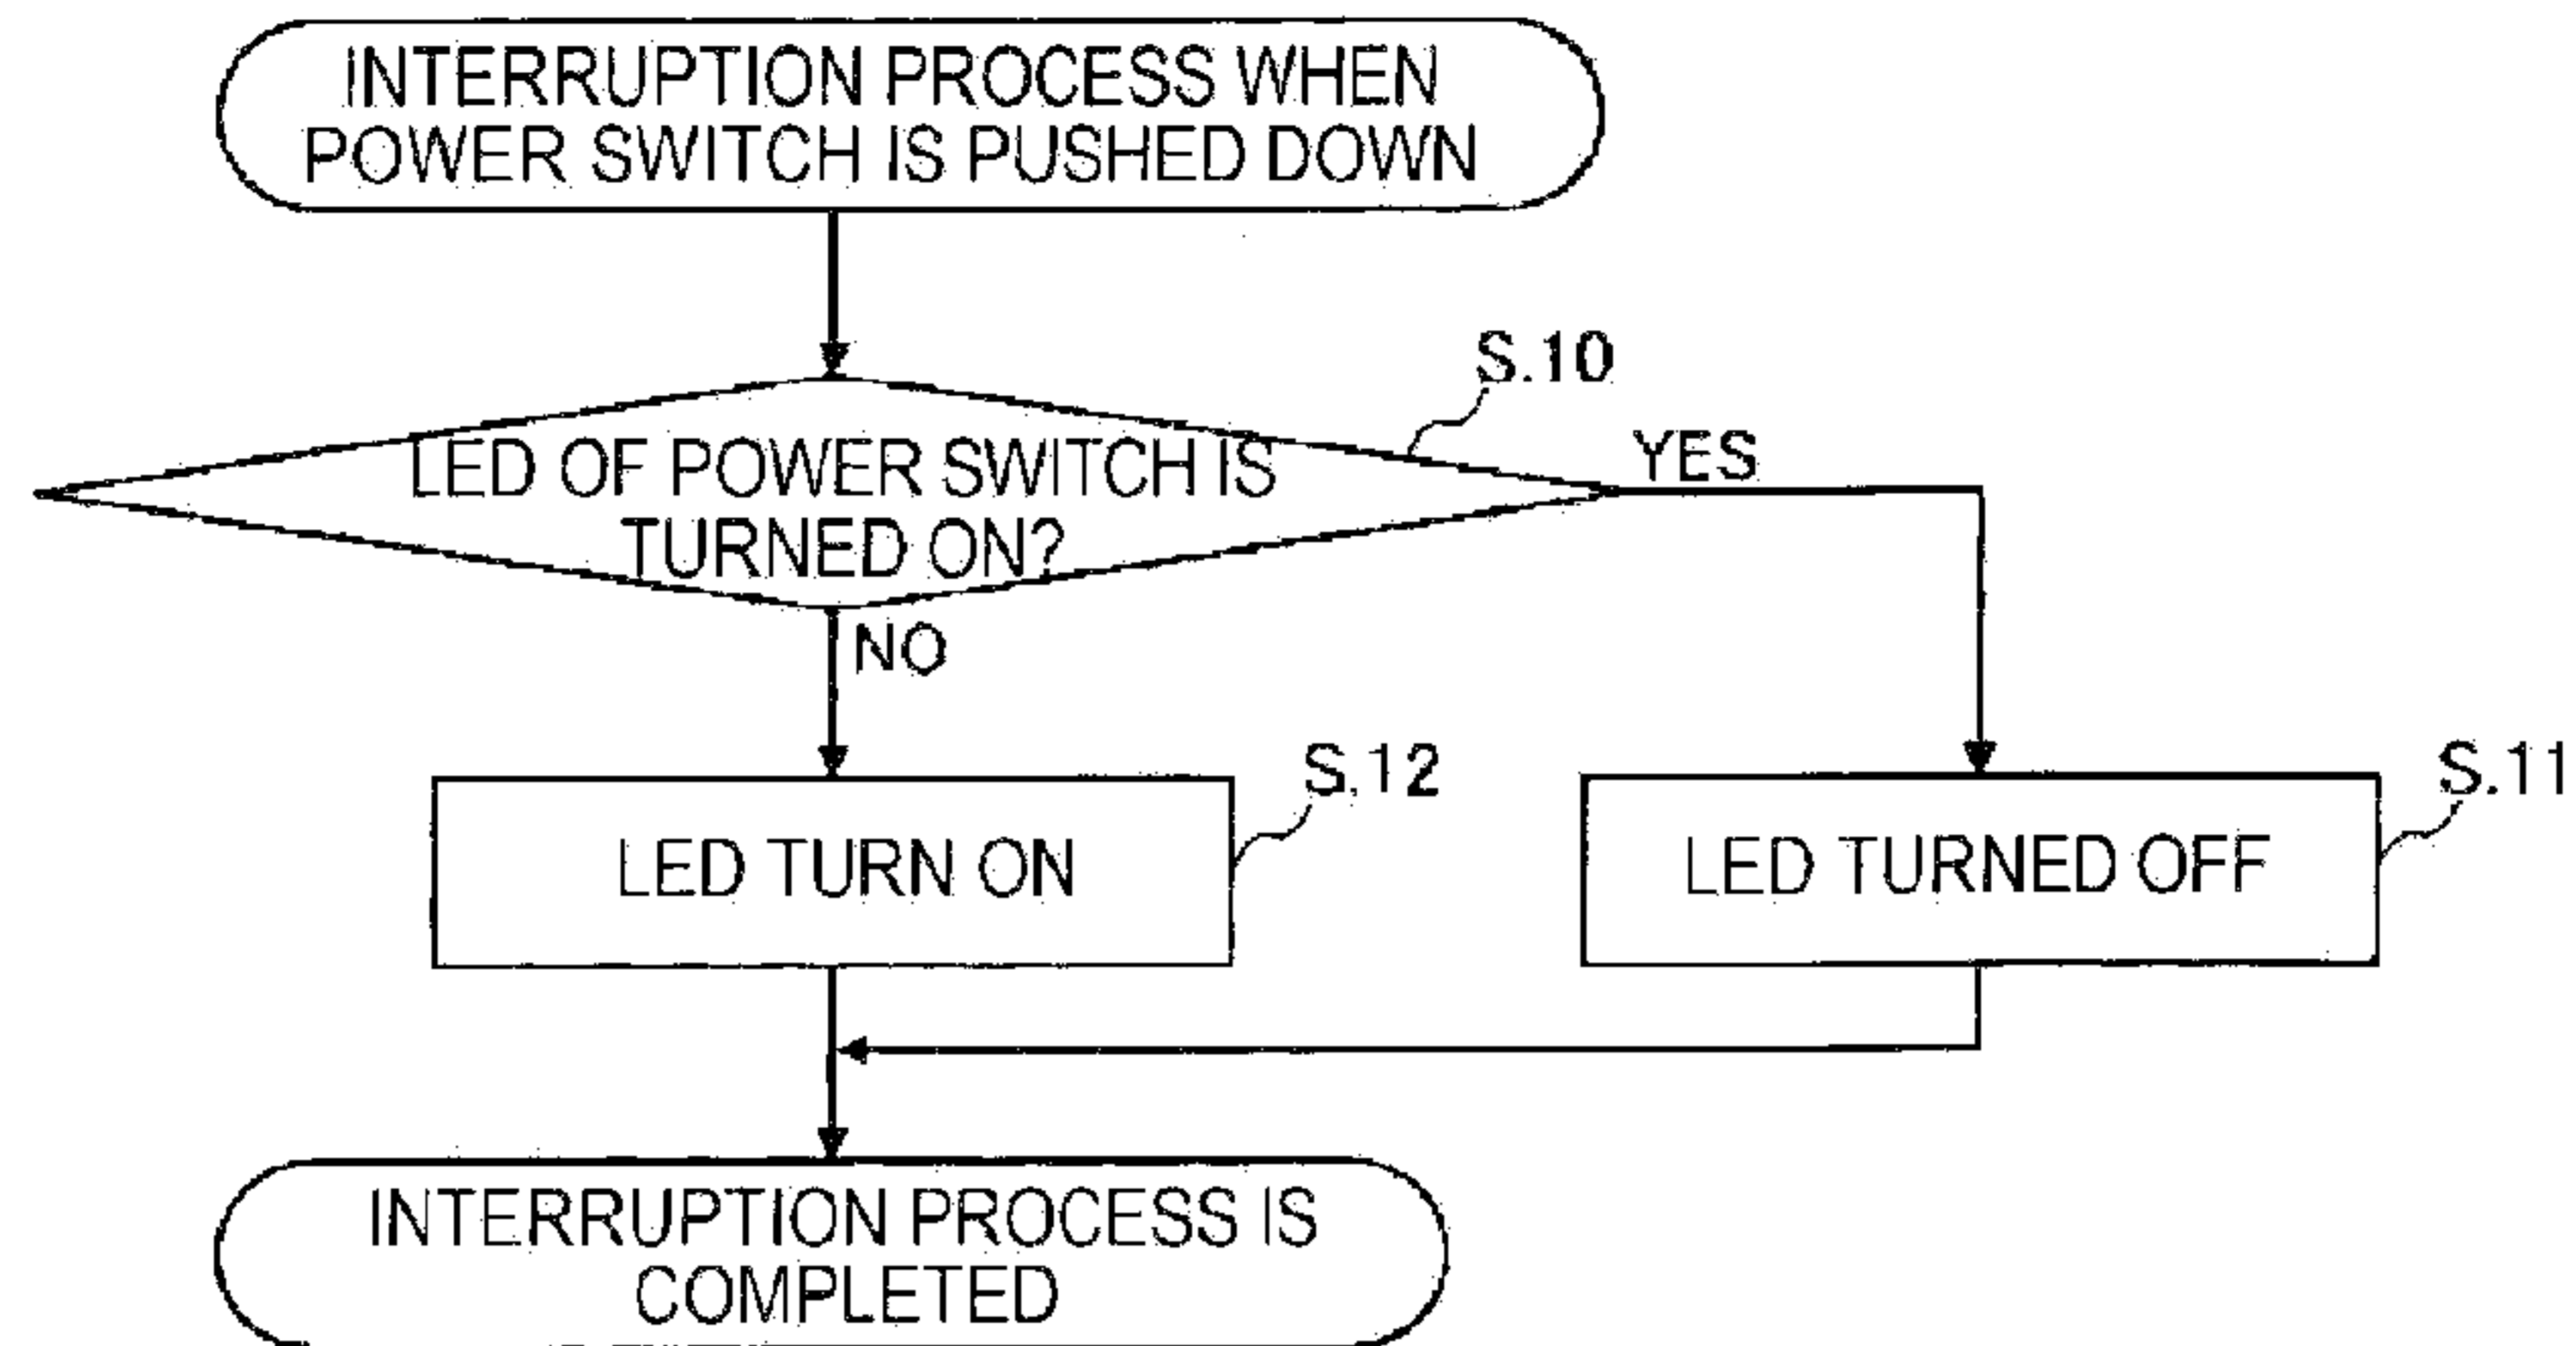 INTERRUPTION PROCESS WHEN
POWER SWITCH IS PUSHED DOWN
S.10
LED OF POWER SWITCH IS
TURNED ON?
YES
NO
S.12
LED TURN ON
S.11
LED TURNED OFF
INTERRUPTION PROCESS IS
COMPLETED